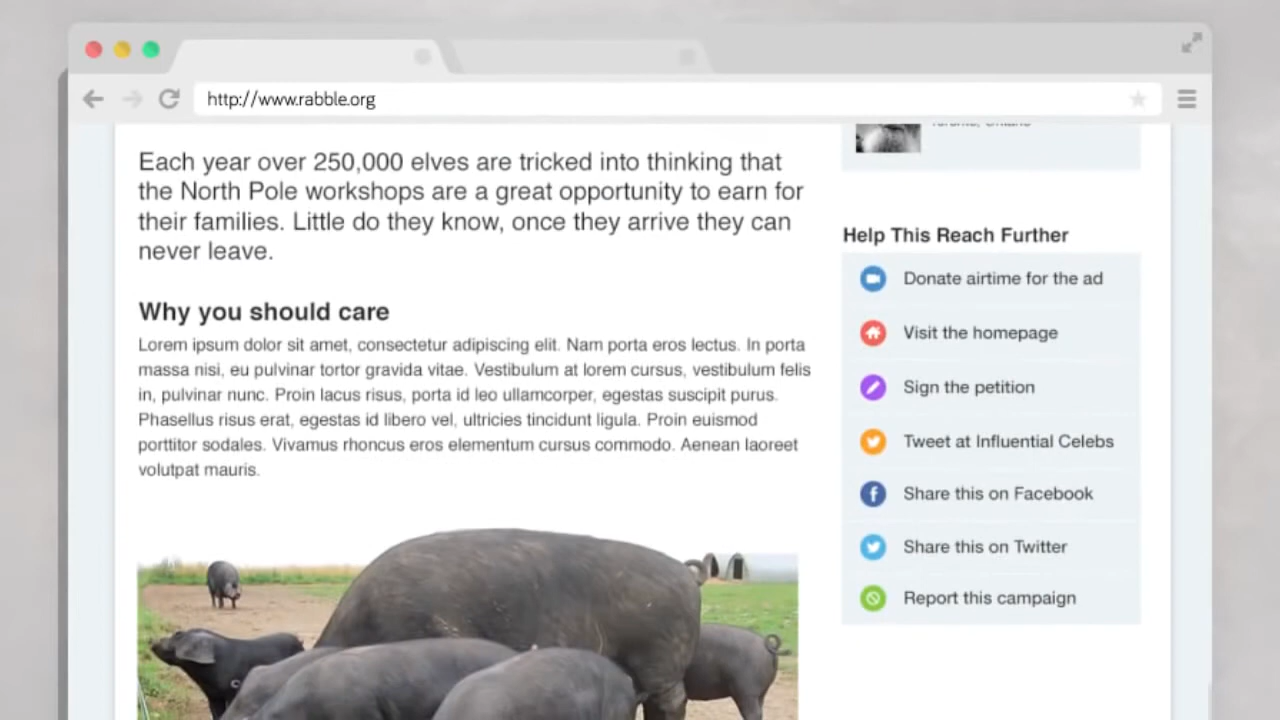 http://www.rabble.org
Each year over 250,000 elves are tricked into thinking that
the North Pole workshops are a great opportunity to earn for
their families. Little do they know, once they arrive they can
never leave.
Why you should care
Lorem ipsum dolor sit amet, consectetur adipiscing elit. Nam porta eros lectus. In porta
massa nisi, eu pulvinar tortor gravida vitae. Vestibulum at lorem cursus, vestibulum felis
in, pulvinar nunc. Proin lacus risus, porta id leo ullamcorper, egestas suscipit purus.
Phasellus risus erat, egestas id libero vel, ultricies tincidunt ligula. Proin euismod
porttitor sodales. Vivamus rhoncus eros elementum cursus commodo. Aenean laoreet
volutpat mauris.
Help This Reach Further
Donate airtime for the ad
Visit the homepage
Sign the petition
Tweet at Influential Celebs
Share this on Facebook
Share this on Twitter
Report this campaign